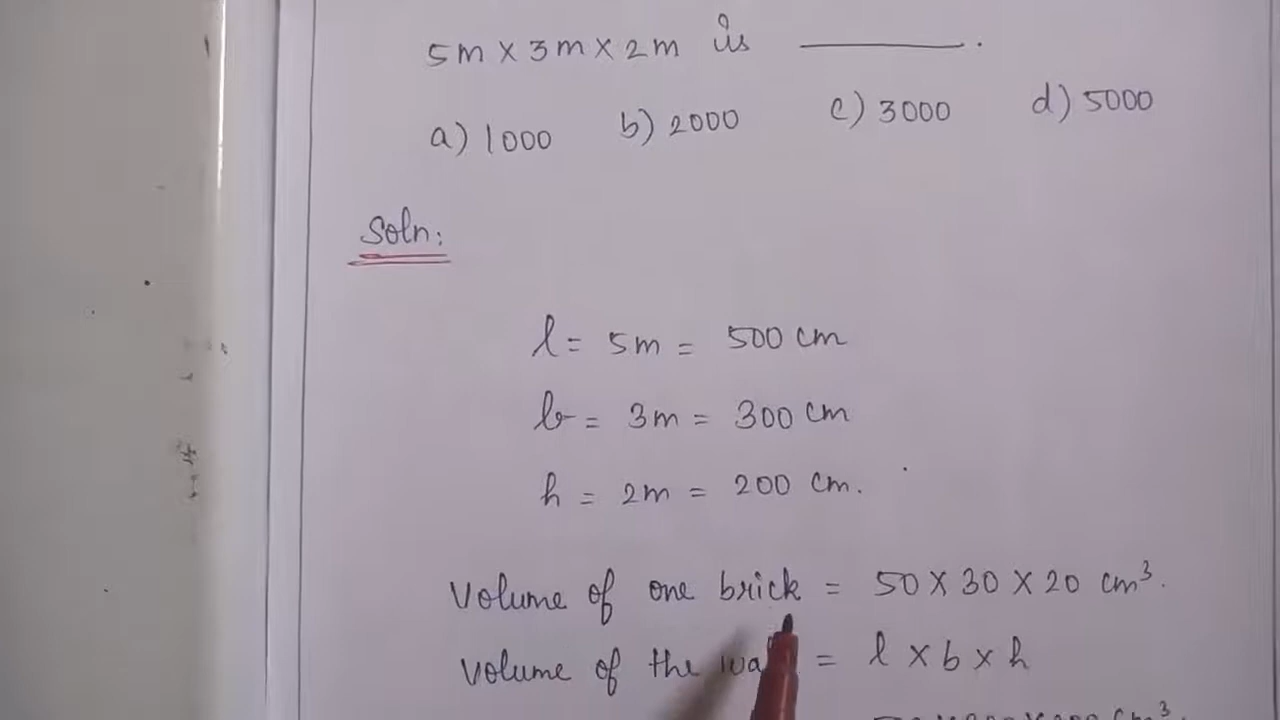 5m × 3m × 2m is ________.
a) 1000 b) 2000 c) 3000 d) 5000
Soln:
l = 5m = 500 cm
b = 3m = 300 cm
h = 2m = 200 cm.
Volume of one brick = 50 × 30 × 20 cm³.
Volume of the = l × b × h
cm³